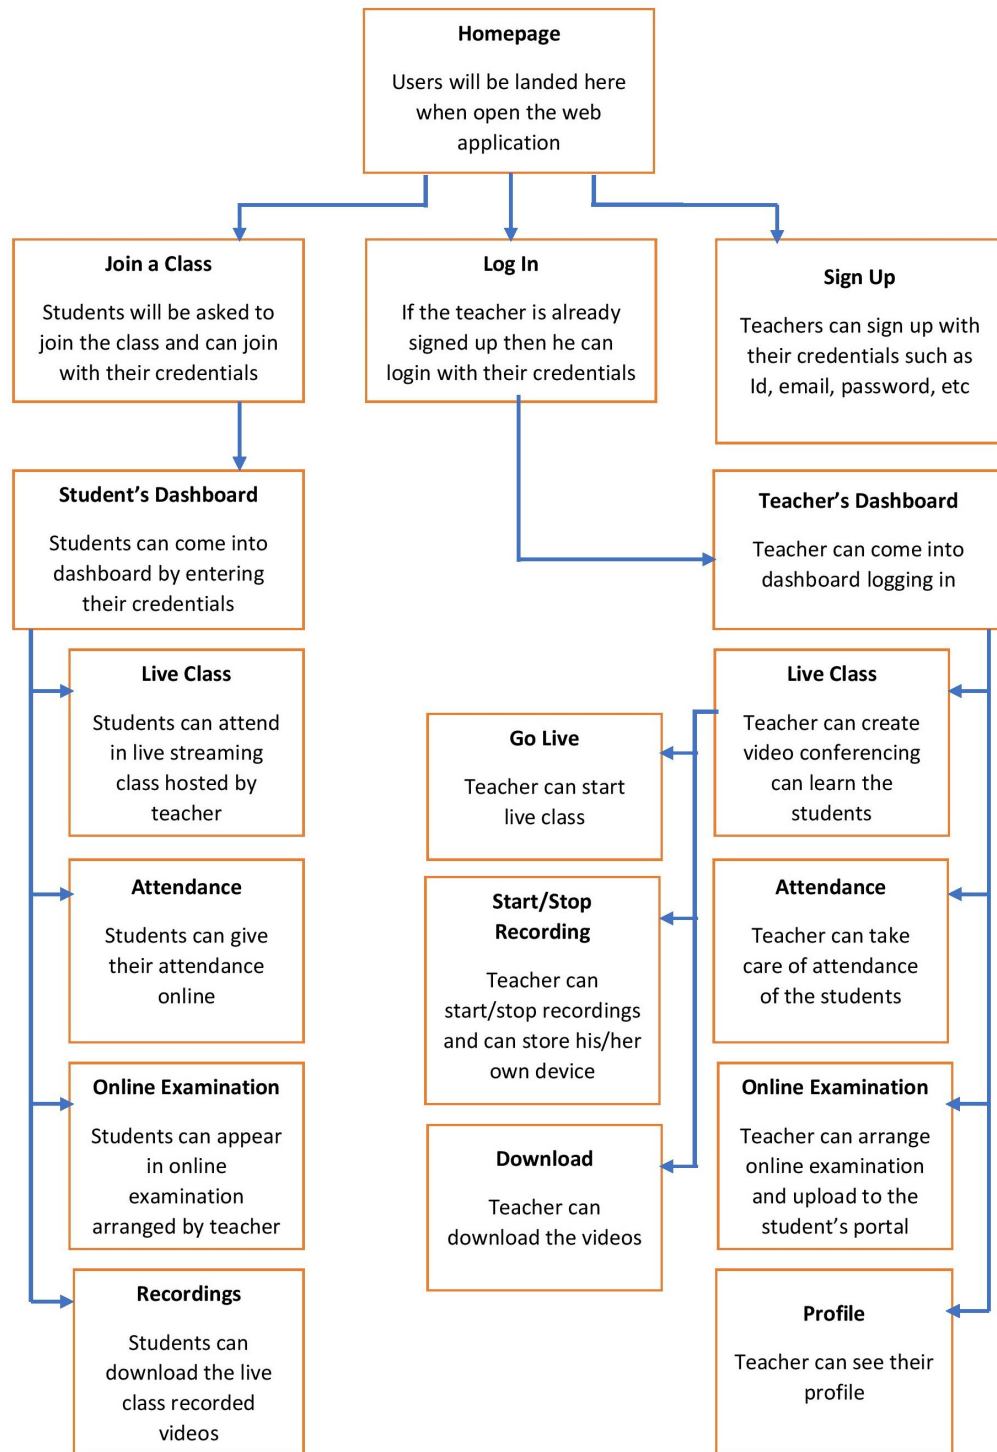 Homepage
Users will be landed here
when open the web
application
Join a Class
Students will be asked to
join the class and can join
with their credentials
Log In
If the teacher is already
signed up then he can
login with their credentials
Sign Up
Teachers can sign up with
their credentials such as
Id, email, password, etc
Student’s Dashboard
Students can come into
dashboard by entering
their credentials
Teacher’s Dashboard
Teacher can come into
dashboard logging in
Live Class
Students can attend
in live streaming
class hosted by
teacher
Go Live
Teacher can start
live class
Live Class
Teacher can create
video conferencing
can learn the
students
Attendance
Students can give
their attendance
online
Start/Stop
Recording
Teacher can
start/stop recordings
and can store his/her
own device
Attendance
Teacher can take
care of attendance
of the students
Online Examination
Students can appear
in online
examination
arranged by teacher
Download
Teacher can
download the videos
Online Examination
Teacher can arrange
online examination
and upload to the
student’s portal
Recordings
Students can
download the live
class recorded
videos
Profile
Teacher can see their
profile